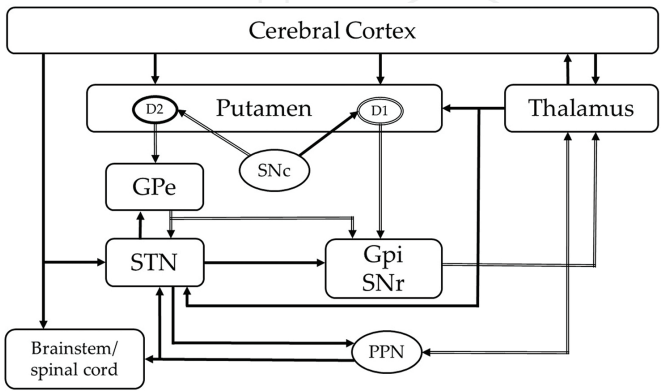 Cerebral Cortex
D2
Putamen
D1
Thalamus
SNc
GPe
STN
Gpi
SNr
Brainstem/
spinal cord
PPN